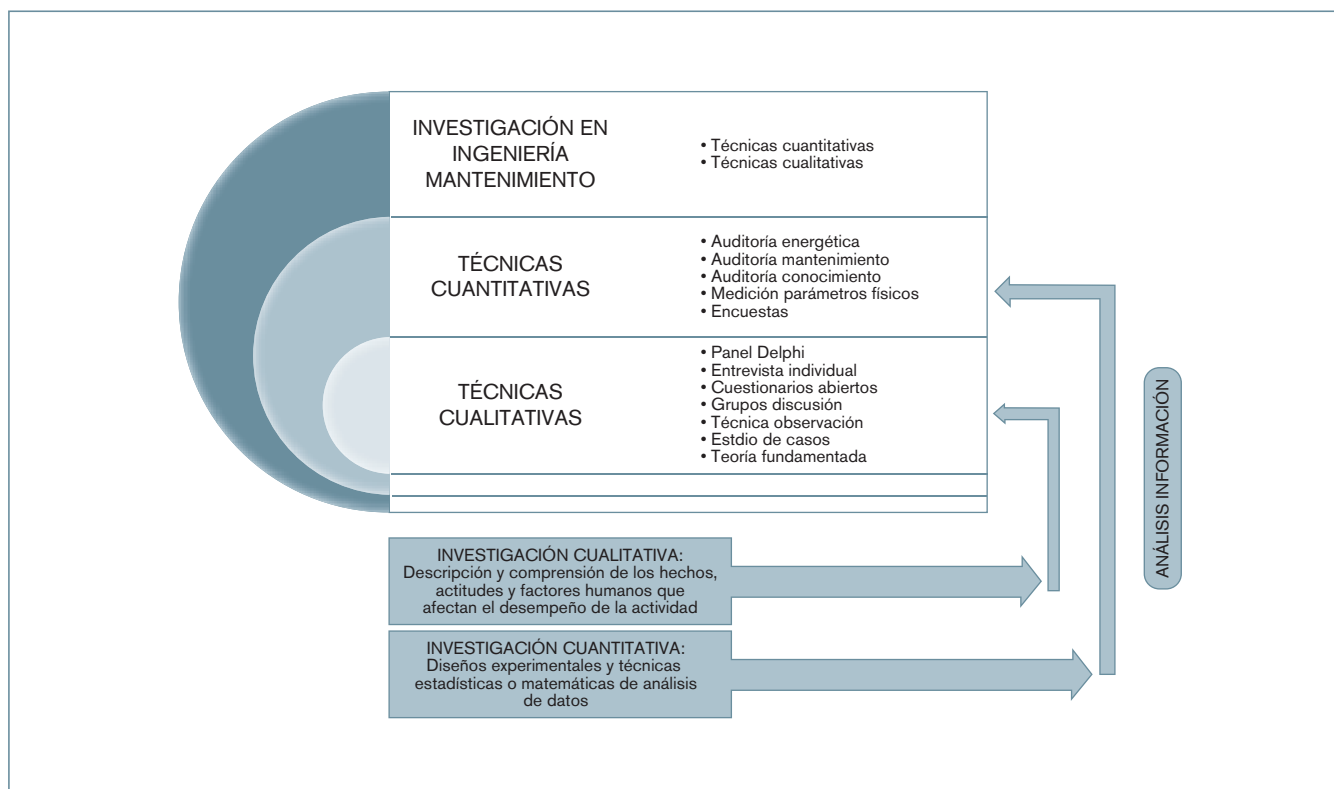 INVESTIGACIÓN EN
INGENIERÍA
MANTENIMIENTO
• Técnicas cuantitativas
• Técnicas cualitativas
TÉCNICAS
CUANTITATIVAS
• Auditoría energética
• Auditoría mantenimiento
• Auditoría conocimiento
• Medición parámetros físicos
• Encuestas
TÉCNICAS
CUALITATIVAS
• Panel Delphi
• Entrevista individual
• Cuestionarios abiertos
• Grupos discusión
• Técnica observación
• Estdio de casos
• Teoría fundamentada
ANÁLISIS INFORMACIÓN
INVESTIGACIÓN CUALITATIVA:
Descripción y comprensión de los hechos,
actitudes y factores humanos que
afectan el desempeño de la actividad
INVESTIGACIÓN CUANTITATIVA:
Diseños experimentales y técnicas
estadísticas o matemáticas de análisis
de datos